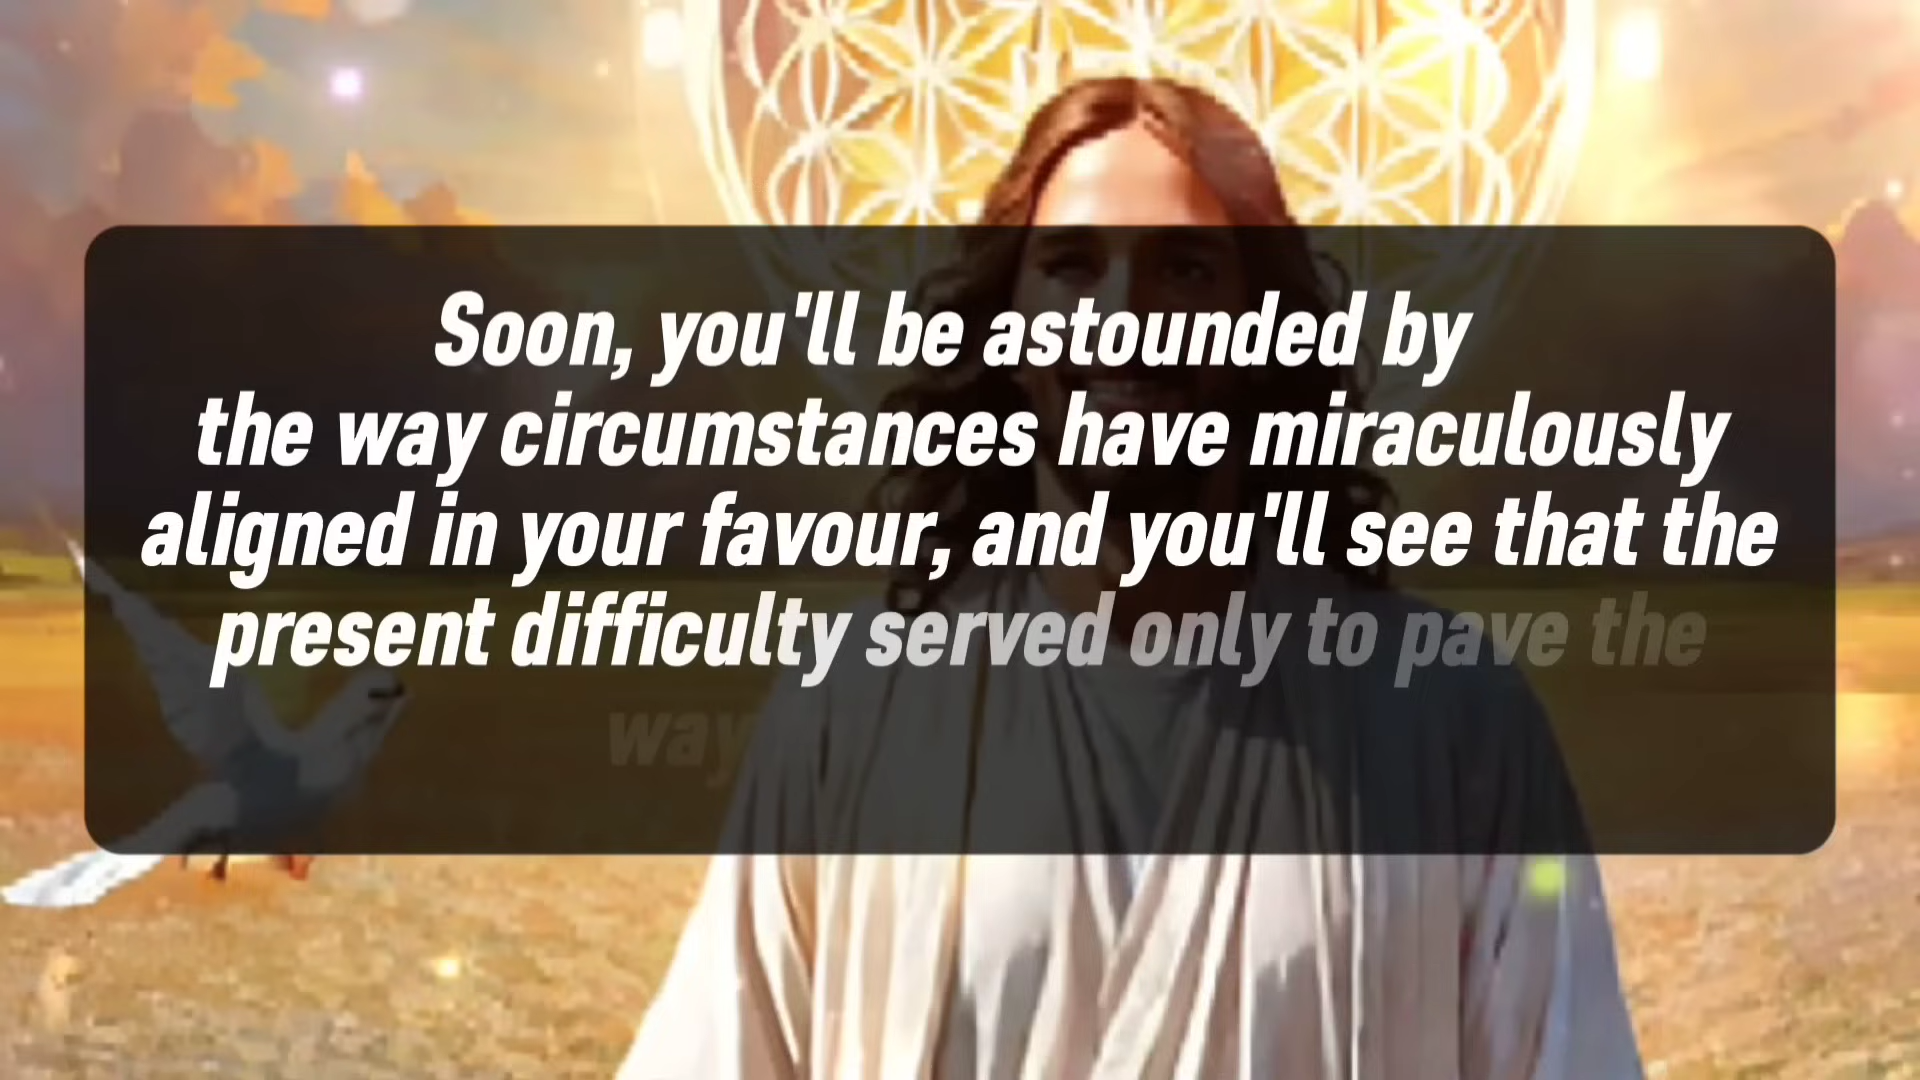 Soon, you'll be astounded by
the way circumstances have miraculously
aligned in your favour, and you'll see that the
present difficulty served only to pave the
way